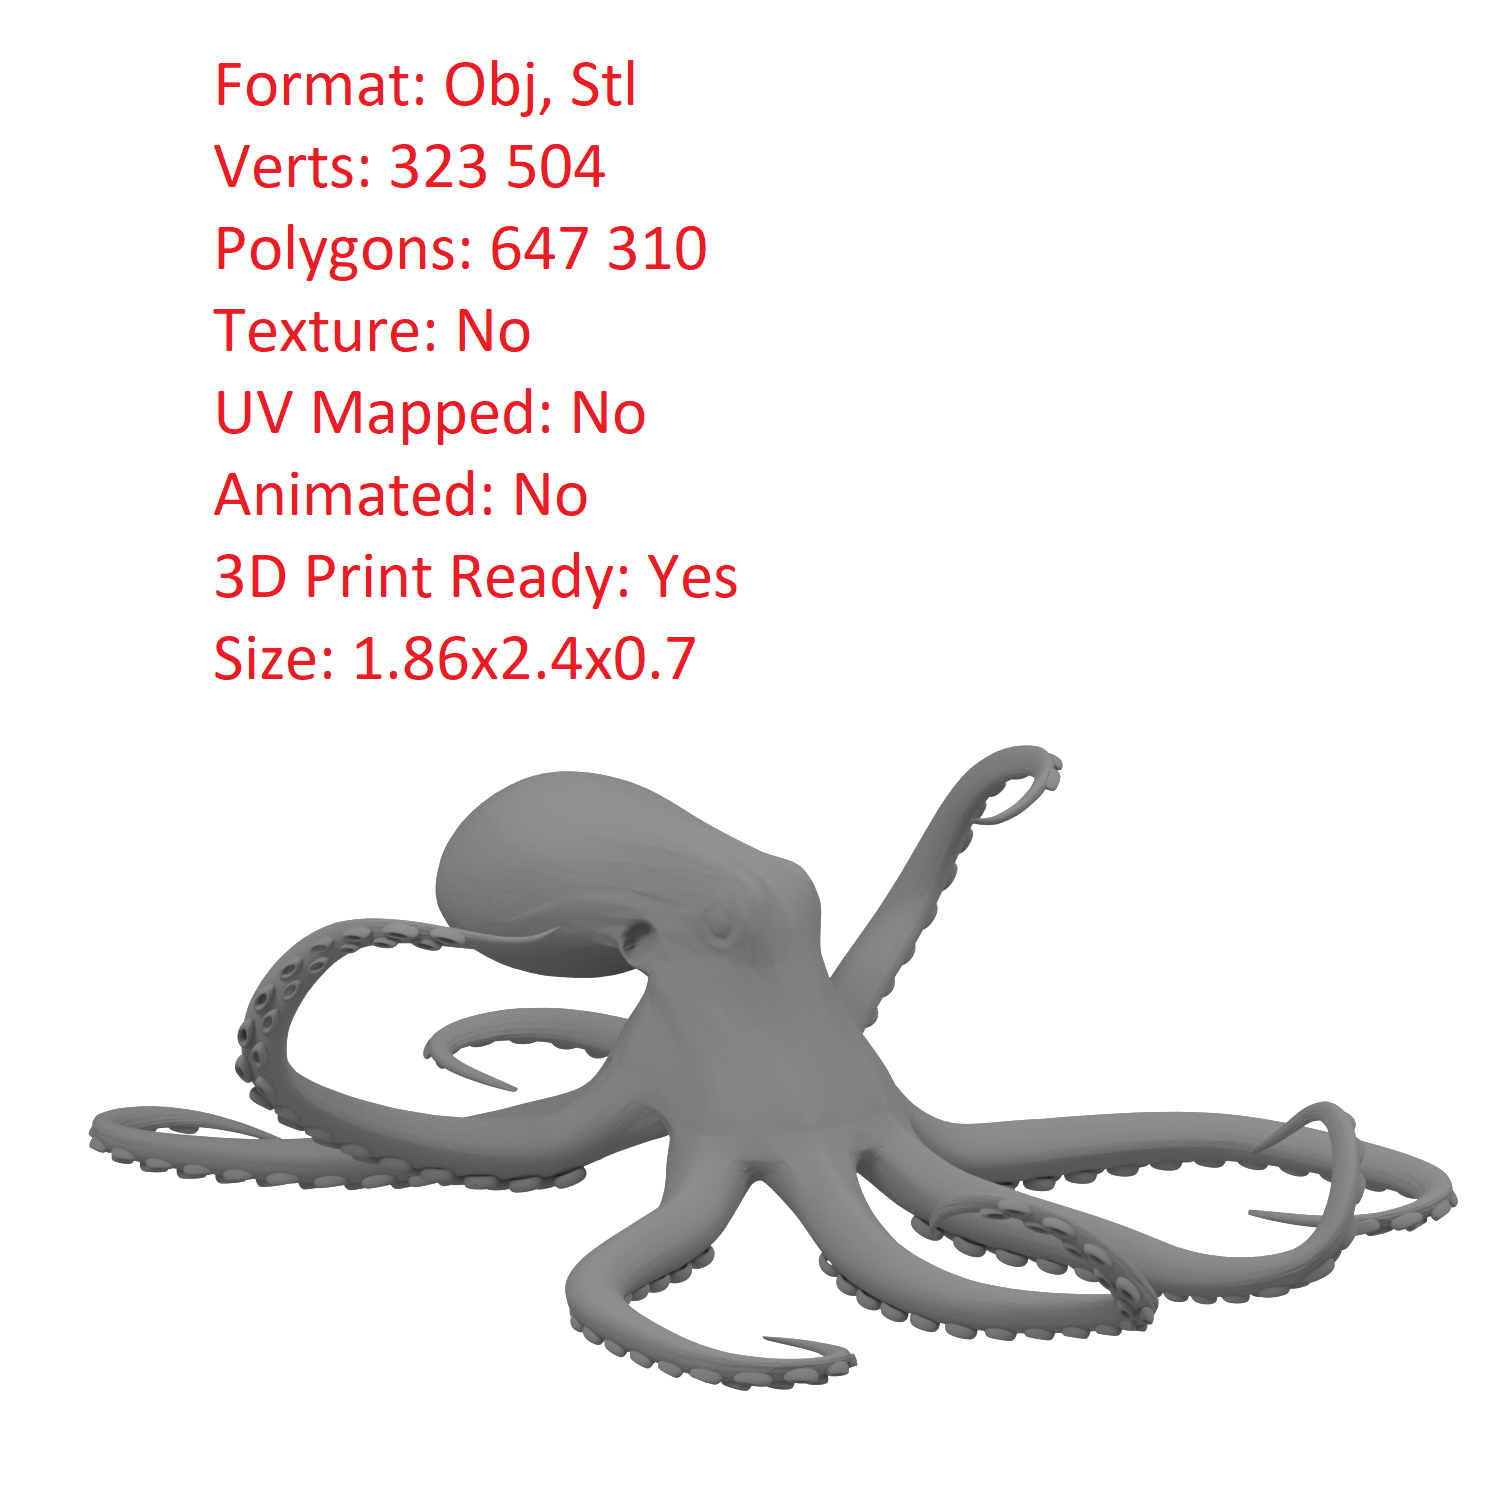 Format: Obj, Stl
Verts: 323 504
Polygons: 647 310
Texture: No
UV Mapped: No
Animated: No
3D Print Ready: Yes
Size: 1.86x2.4x0.7